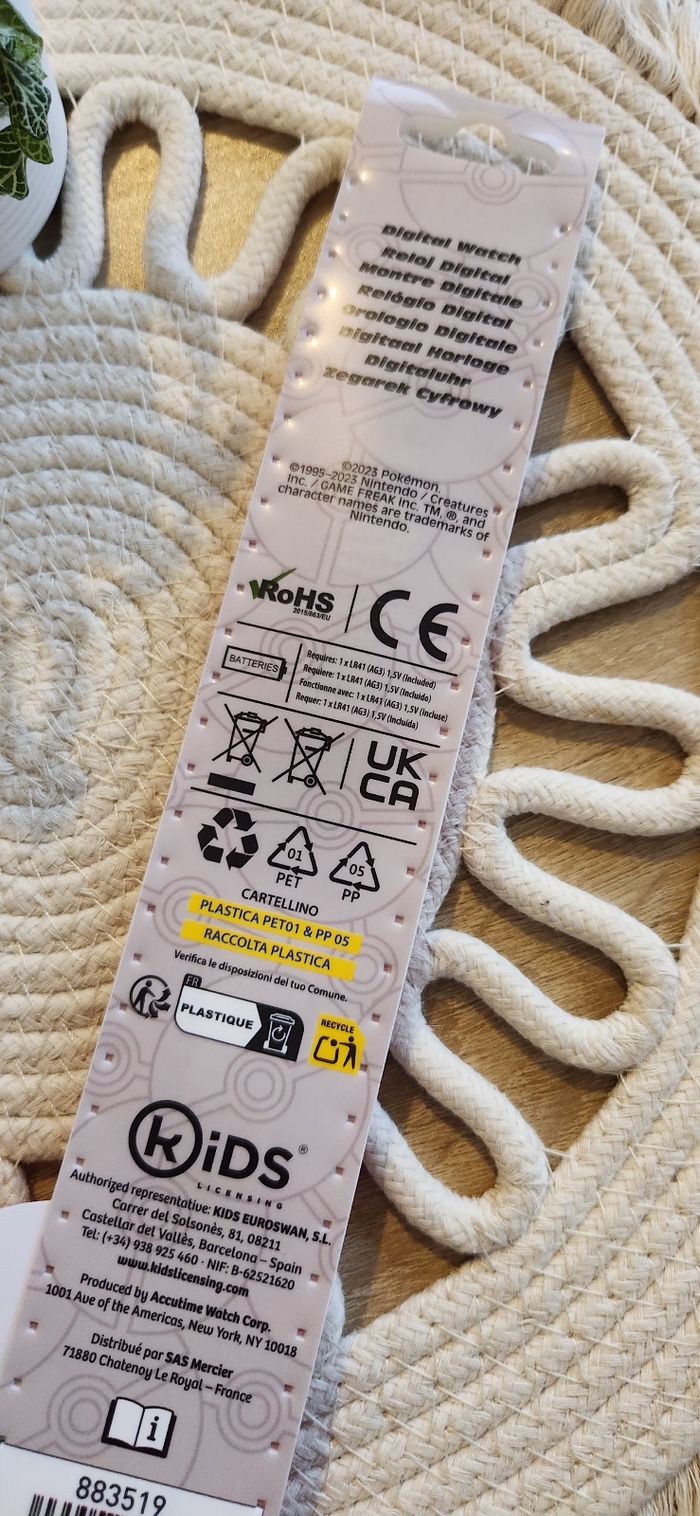 Digital Watch
Reloj Digital
Montre Digitale
Relógio Digital
Orologio Digitale
Digitaal Horloge
Digitaluhr
Zegarek Cyfrowy
©2023 Pokémon.
©1995–2023 Nintendo / Creatures
Inc. / GAME FREAK inc. TM, ®, and
character names are trademarks of
Nintendo.
RoHS
2015/863/EU
CE
BATTERIES
Requires: 1 x LR41 (AG3) 1,5V (Included)
Requiere: 1 x LR41 (AG3) 1,5V (Incluido)
Fonctionne avec: 1 x LR41 (AG3) 1,5V (Incluse)
Requer: 1 x LR41 (AG3) 1,5V (Incluída)
UK
CA
01
PET
05
PP
CARTELLINO
PLASTICA PET01 & PP 05
RACCOLTA PLASTICA
Verifica le disposizioni del tuo Comune.
FR
PLASTIQUE
RECYCLE
KiDS®
LICENSING
Authorized representative: KIDS EUROSWAN, S.L.
Carrer del Solsonès, 81, 08211
Castellar del Vallès, Barcelona – Spain
Tel: (+34) 938 925 460 · NIF: B-62521620
www.kidslicensing.com
Produced by Accutime Watch Corp.
1001 Ave of the Americas, New York, NY 10018
Distribué par SAS Mercier
71880 Chatenoy Le Royal – France
i
883519